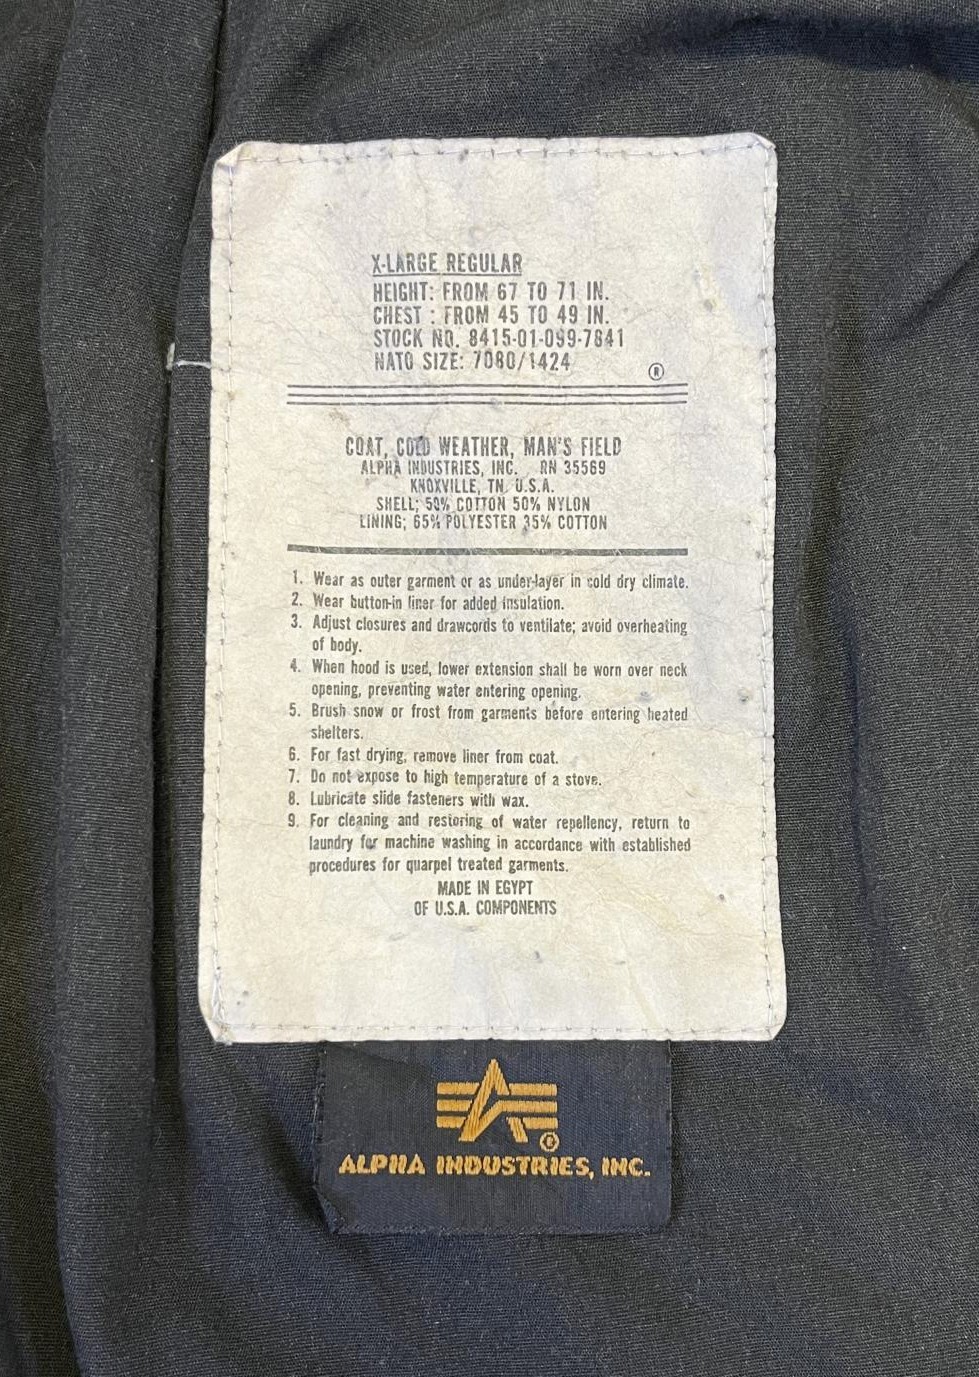 X-LARGE REGULAR
HEIGHT: FROM 67 TO 71 IN.
CHEST : FROM 45 TO 49 IN.
STOCK NO. 8415-01-099-7841
NATO SIZE: 7080/1424
®
COAT, COLD WEATHER, MAN'S FIELD
ALPHA INDUSTRIES, INC. RN 35569
KNOXVILLE, TN. U.S.A.
SHELL; 50% COTTON 50% NYLON
LINING; 65% POLYESTER 35% COTTON
1. Wear as outer garment or as under-layer in cold dry climate.
2. Wear button-in liner for added insulation.
3. Adjust closures and drawcords to ventilate; avoid overheating
of body.
4. When hood is used, lower extension shall be worn over neck
opening, preventing water entering opening.
5. Brush snow or frost from garments before entering heated
shelters.
6. For fast drying, remove liner from coat.
7. Do not expose to high temperature of a stove.
8. Lubricate slide fasteners with wax.
9. For cleaning and restoring of water repellency, return to
laundry for machine washing in accordance with established
procedures for quarpel treated garments.
MADE IN EGYPT
OF U.S.A. COMPONENTS
®
ALPHA INDUSTRIES, INC.